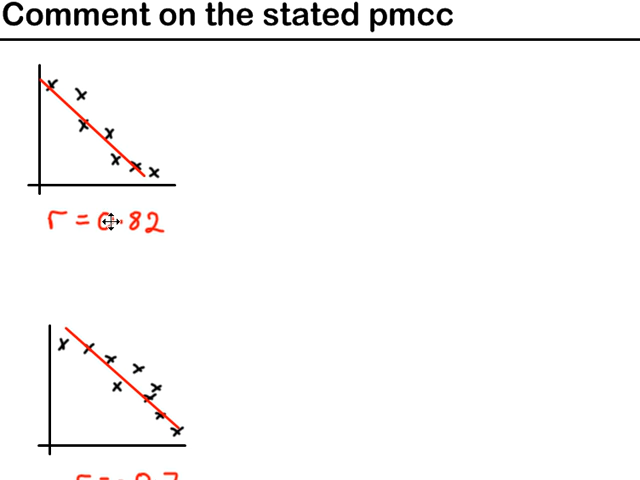 Comment on the stated pmcc
r = 0.82